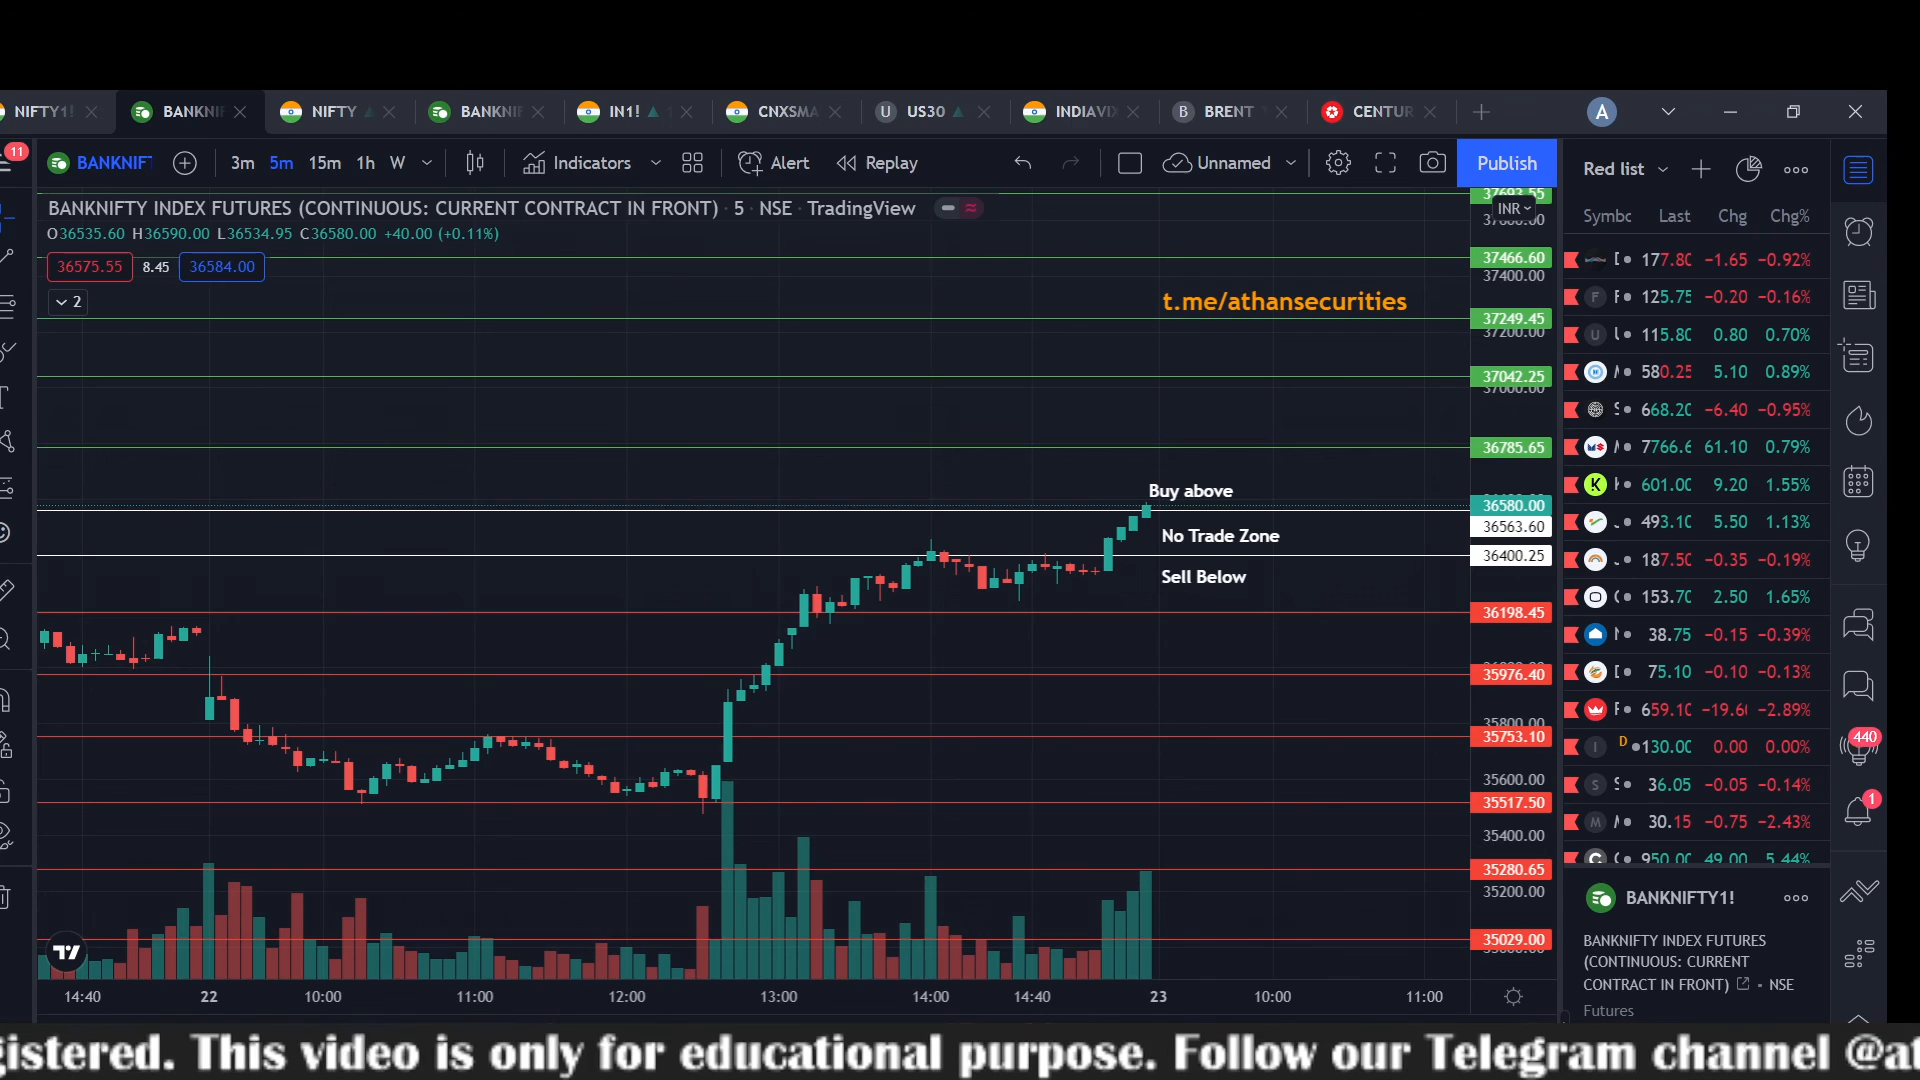 NIFTY1! BANKNIF NIFTY BANKNIF IN1! CNXSMA US30 INDIAVIX BRENT CENTUR A
11 BANKNIFT 3m 5m 15m 1h W Indicators Alert Replay Unnamed Publish
BANKNIFTY INDEX FUTURES (CONTINUOUS: CURRENT CONTRACT IN FRONT) · 5 · NSE · TradingView
O36535.60 H36590.00 L36534.95 C36580.00 +40.00 (+0.11%)
36575.55 8.45 36584.00
2
t.me/athansecurities
Buy above
No Trade Zone
Sell Below
37693.55
INR
37466.60
37400.00
37249.45
37200.00
37042.25
37000.00
36785.65
36580.00
36563.60
36400.25
36198.45
35976.40
35800.00
35753.10
35600.00
35517.50
35400.00
35280.65
35200.00
35029.00
14:40 22 10:00 11:00 12:00 13:00 14:00 14:40 23 10:00 11:00
Red list
Symbc Last Chg Chg%
177.80 −1.65 −0.92%
F 125.75 −0.20 −0.16%
U 115.80 0.80 0.70%
580.25 5.10 0.89%
668.20 −6.40 −0.95%
7766.6 61.10 0.79%
601.00 9.20 1.55%
493.10 5.50 1.13%
187.50 −0.35 −0.19%
153.70 2.50 1.65%
38.75 −0.15 −0.39%
75.10 −0.10 −0.13%
659.10 −19.6 −2.89%
I D 130.00 0.00 0.00%
S 36.05 −0.05 −0.14%
M 30.15 −0.75 −2.43%
950.00 49.00 5.44%
440
1
BANKNIFTY1!
BANKNIFTY INDEX FUTURES
(CONTINUOUS: CURRENT
CONTRACT IN FRONT) · NSE
Futures
gistered. This video is only for educational purpose. Follow our Telegram channel @at